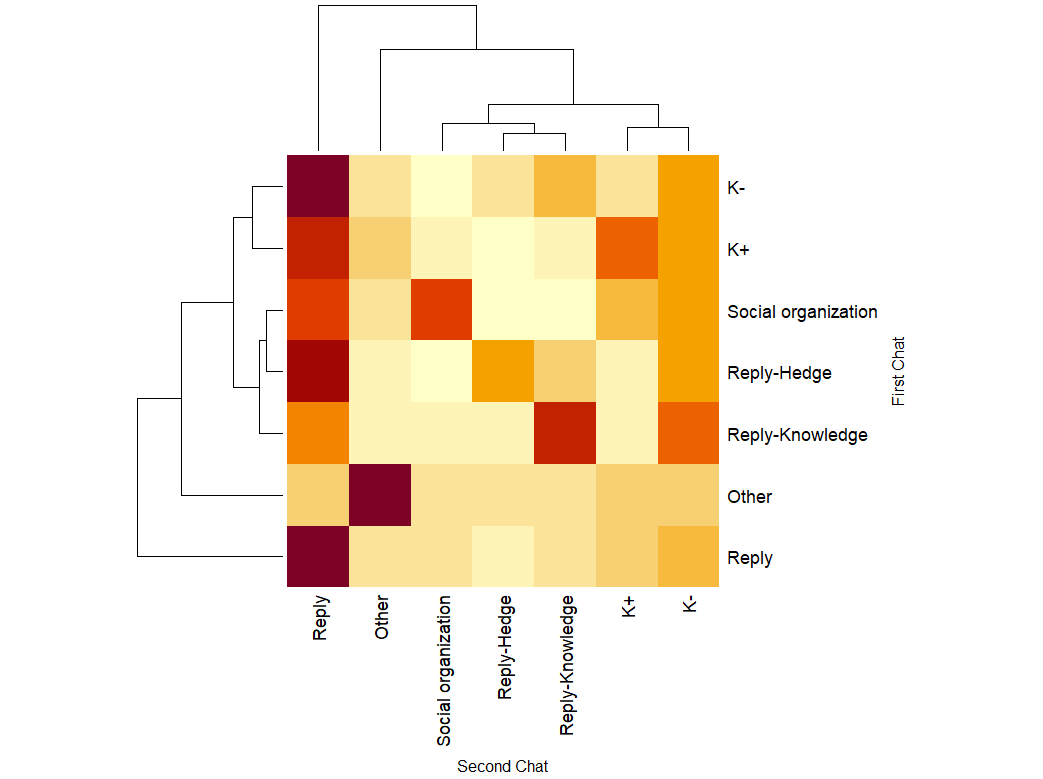 K-
K+
Social organization
Reply-Hedge
Reply-Knowledge
Other
Reply
First Chat
Reply
Other
Social organization
Reply-Hedge
Reply-Knowledge
K+
K-
Second Chat